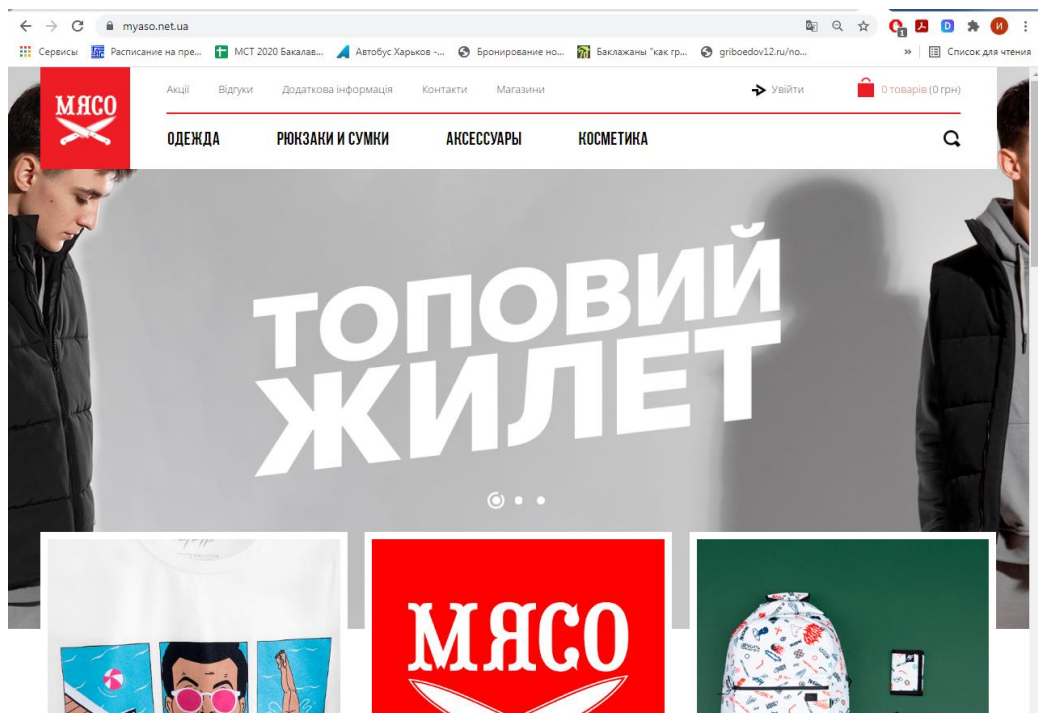 myaso.net.ua
Сервисы Расписание на пре... МСТ 2020 Бакалав... Автобус Харьков -... Бронирование но... Баклажаны "как гр... griboedov12.ru/no... » Список для чтения
МЯСО
Акції Відгуки Додаткова інформація Контакти Магазини Увійти 0 товарів (0 грн)
ОДЕЖДА РЮКЗАКИ И СУМКИ АКСЕССУАРЫ КОСМЕТИКА
ТОПОВИЙ
ЖИЛЕТ
МЯСО